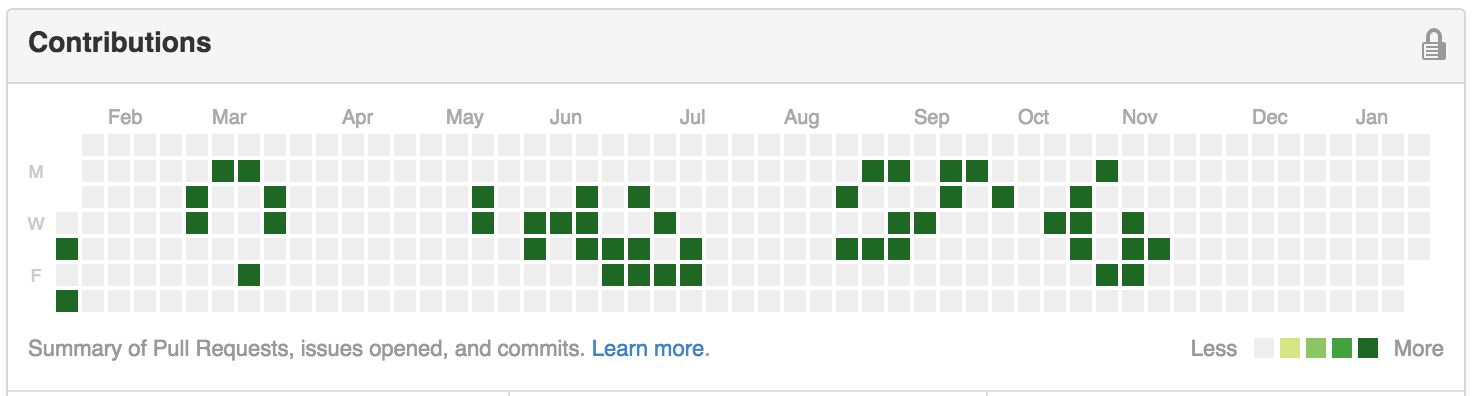 Contributions
Feb Mar Apr May Jun Jul Aug Sep Oct Nov Dec Jan
M
W
F
Summary of Pull Requests, issues opened, and commits. Learn more. Less More